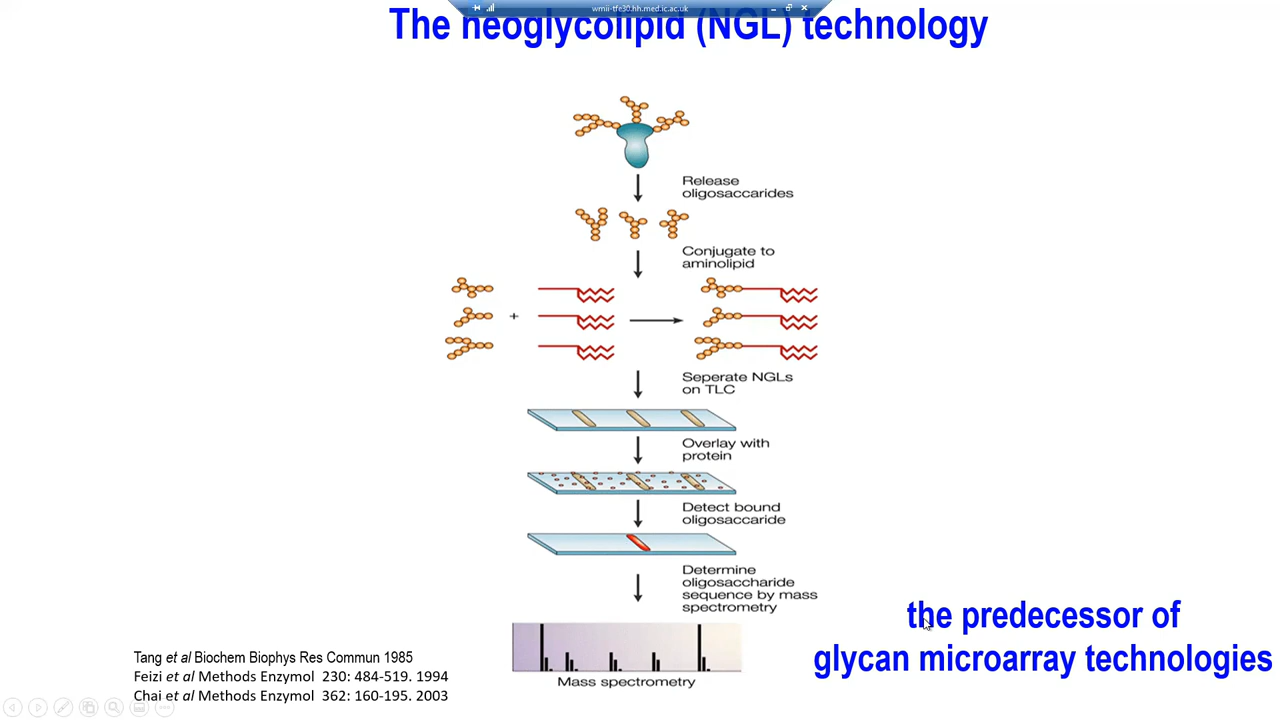 wmii-tfe30.hh.med.ic.ac.uk
The neoglycolipid (NGL) technology
Release
oligosaccarides
Conjugate to
aminolipid
+
Seperate NGLs
on TLC
Overlay with
protein
Detect bound
oligosaccaride
Determine
oligosaccharide
sequence by mass
spectrometry
Mass spectrometry
the predecessor of
glycan microarray technologies
Tang et al Biochem Biophys Res Commun 1985
Feizi et al Methods Enzymol 230: 484-519. 1994
Chai et al Methods Enzymol 362: 160-195. 2003